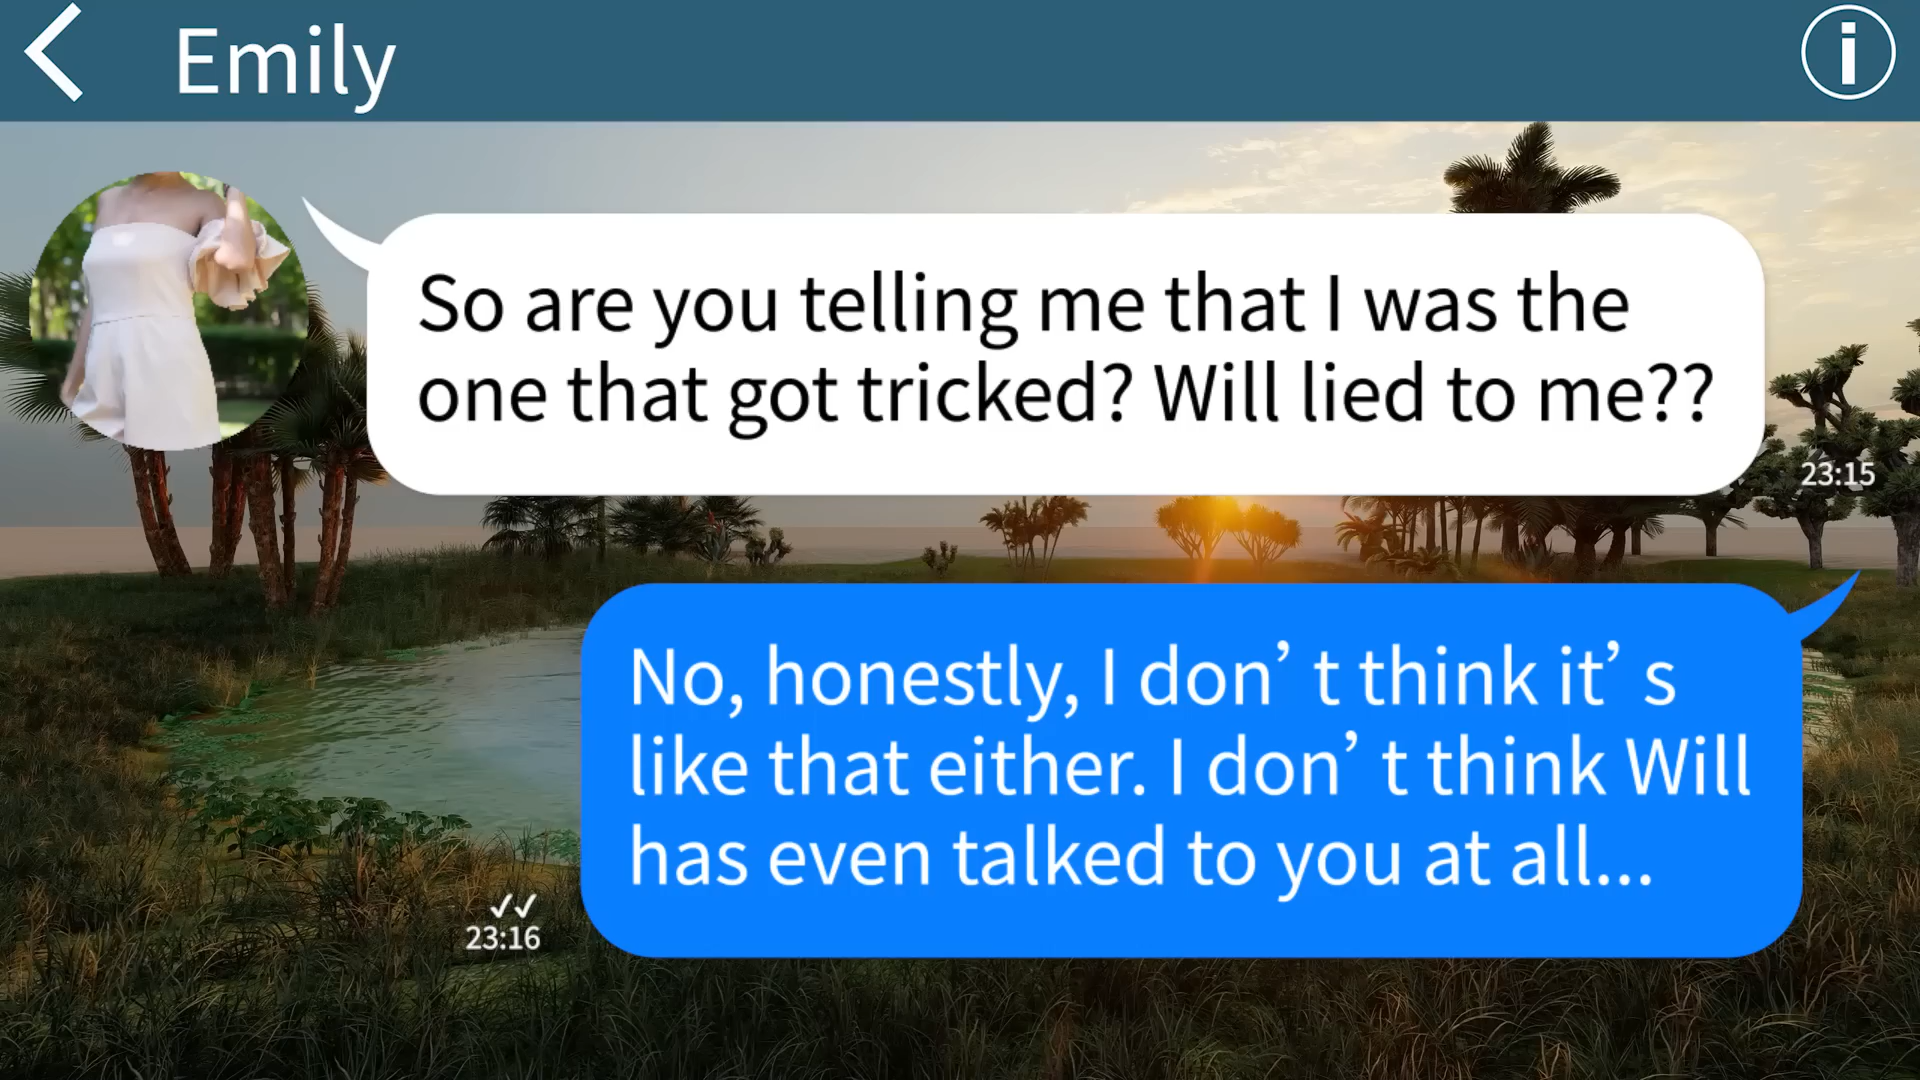 Emily
So are you telling me that I was the
one that got tricked? Will lied to me??
23:15
No, honestly, I don’t think it’s
like that either. I don’t think Will
has even talked to you at all...
23:16